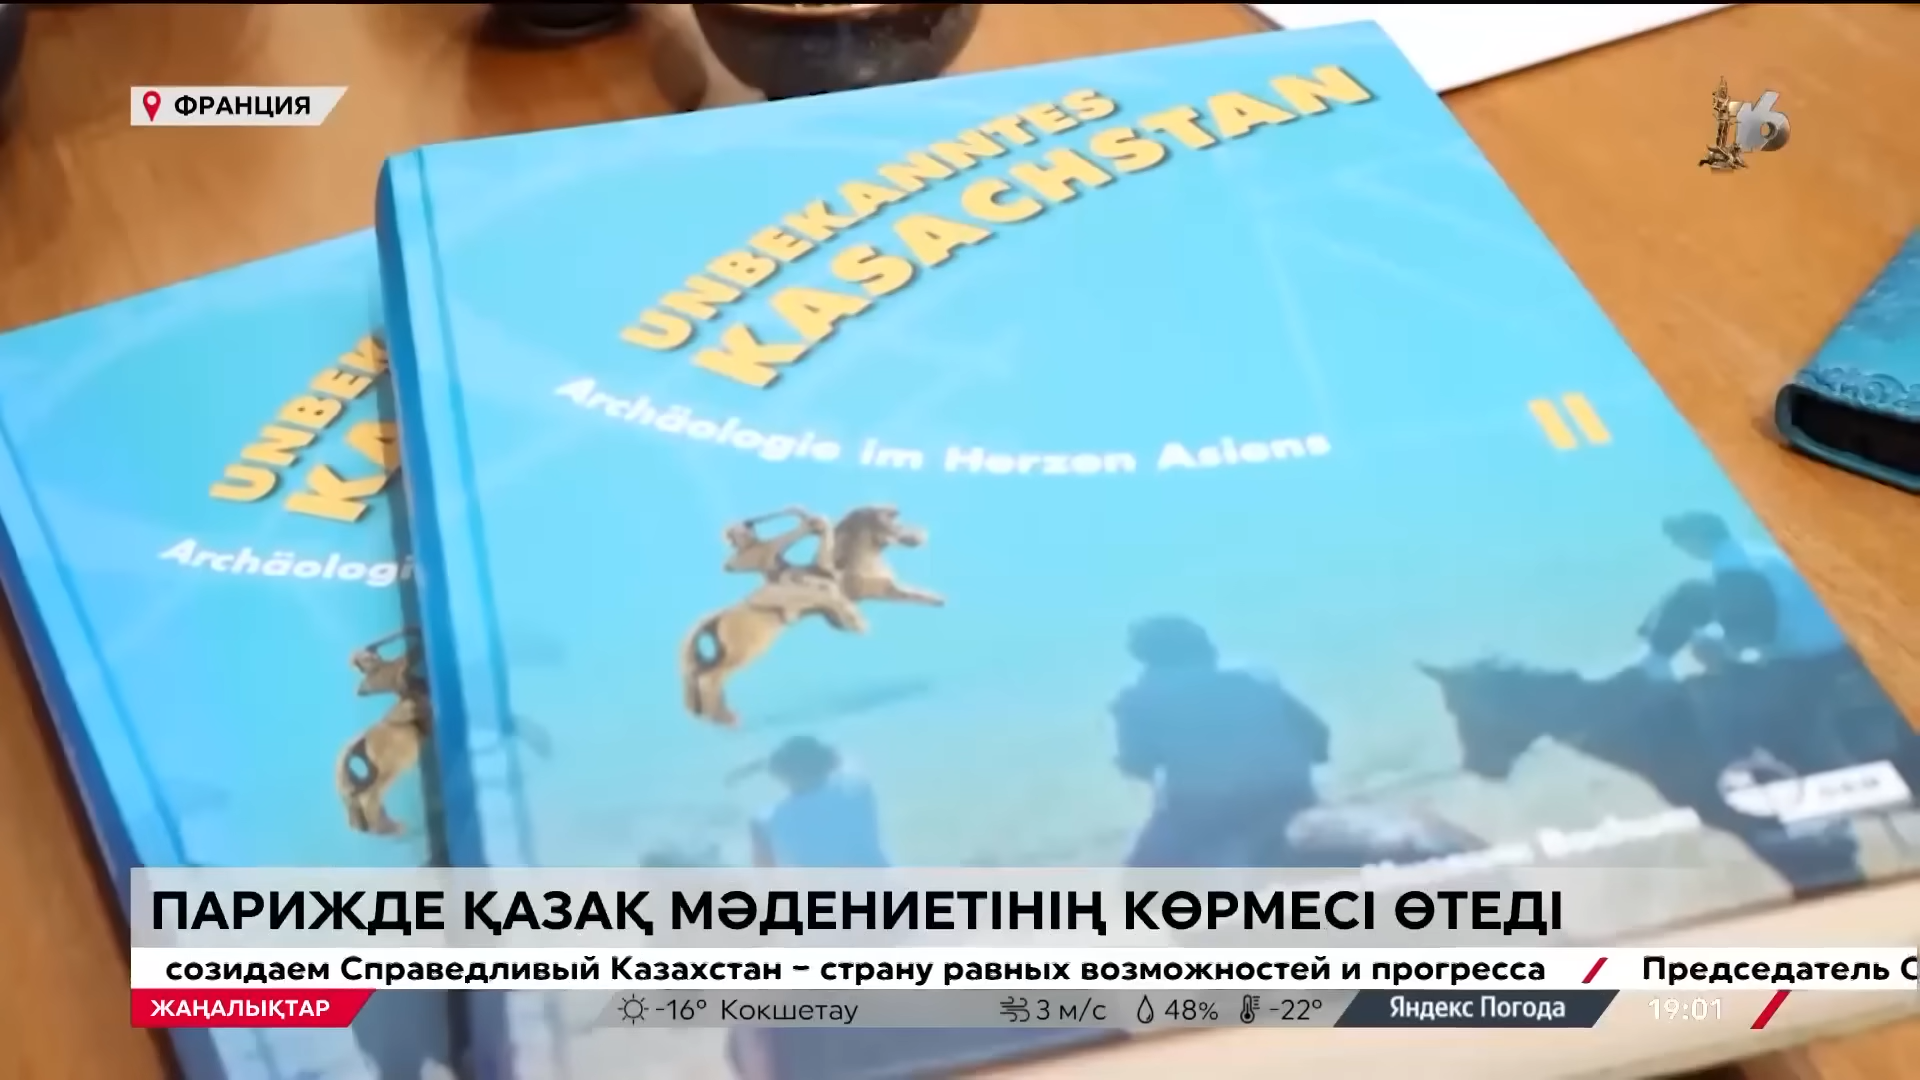 ФРАНЦИЯ
16
UNBEKANNTES
KASACHSTAN
Archäologie im Herzen Asiens
II
UNBEK
KA
Archäologi
ПАРИЖДЕ ҚАЗАҚ МӘДЕНИЕТІНІҢ КӨРМЕСІ ӨТЕДІ
созидаем Справедливый Казахстан – страну равных возможностей и прогресса / Председатель С
ЖАҢАЛЫҚТАР
-16° Кокшетау 3 м/с 48% -22° Яндекс Погода 19:01